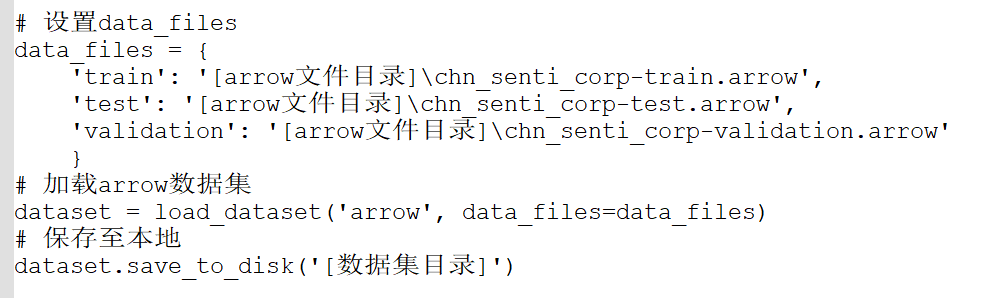 # 设置data_files
data_files = {
    'train': '[arrow文件目录]\chn_senti_corp-train.arrow',
    'test': '[arrow文件目录]\chn_senti_corp-test.arrow',
    'validation': '[arrow文件目录]\chn_senti_corp-validation.arrow'
    }
# 加载arrow数据集
dataset = load_dataset('arrow', data_files=data_files)
# 保存至本地
dataset.save_to_disk('[数据集目录]')